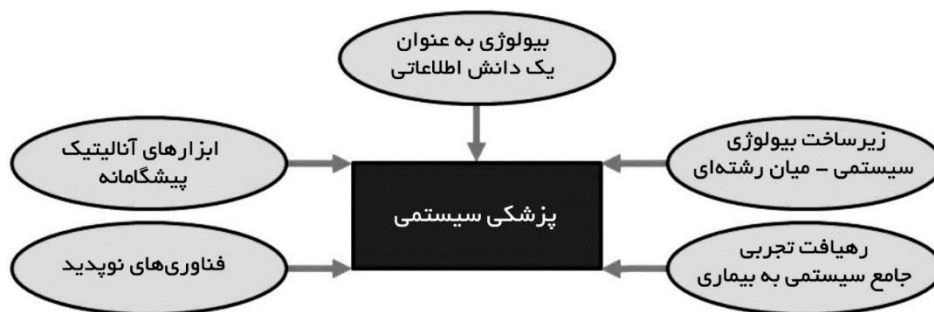 بیولوژی به عنوان
یک دانش اطلاعاتی
زیرساخت بیولوژی
سیستمی – میان رشته‌ای
ابزارهای آنالیتیک
پیشگامانه
پزشکی سیستمی
رهیافت تجربی
جامع سیستمی به بیماری
فناوری‌های نوپدید